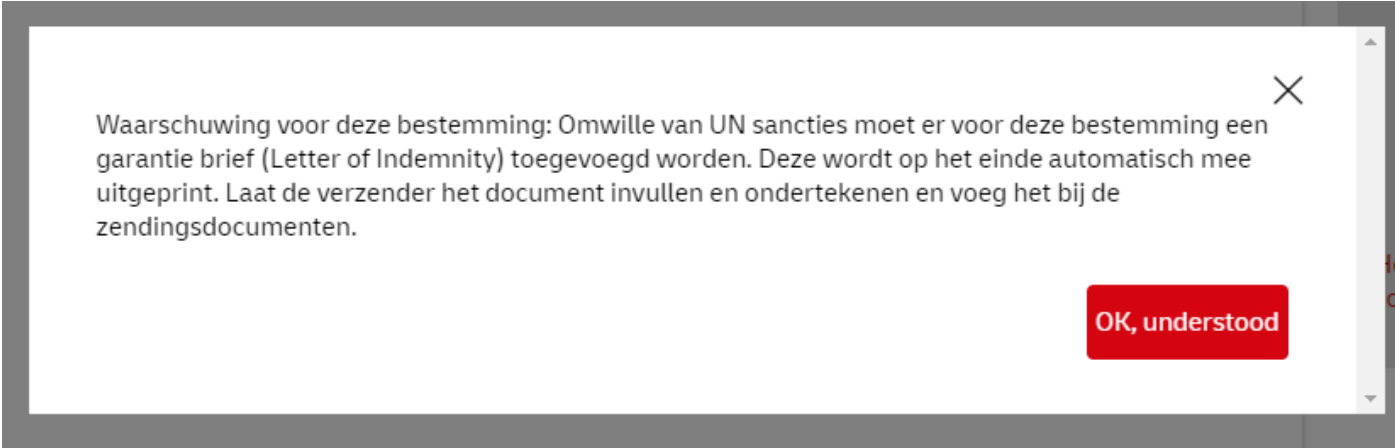 Waarschuwing voor deze bestemming: Omwille van UN sancties moet er voor deze bestemming een
garantie brief (Letter of Indemnity) toegevoegd worden. Deze wordt op het einde automatisch mee
uitgeprint. Laat de verzender het document invullen en ondertekenen en voeg het bij de
zendingsdocumenten.
OK, understood